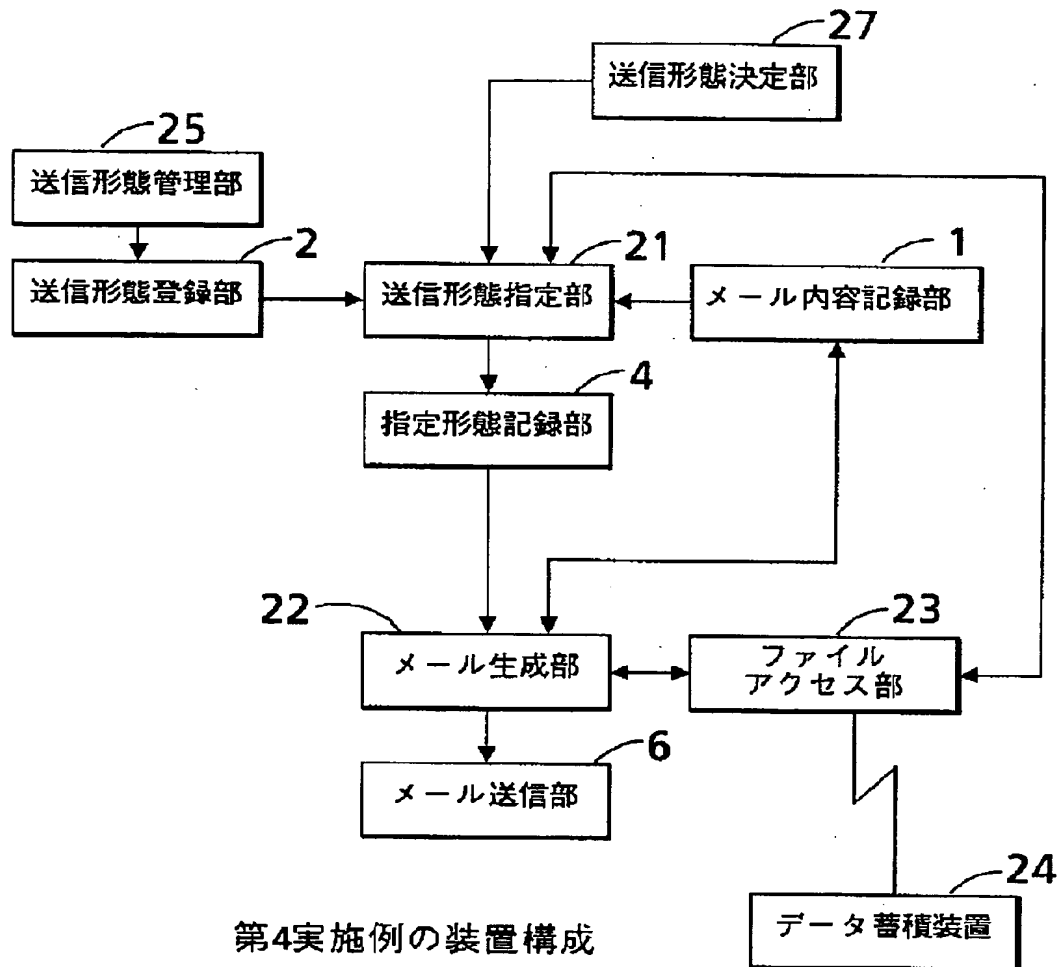 27
送信形態決定部
25
送信形態管理部
2
送信形態登録部
21
送信形態指定部
1
メール内容記録部
4
指定形態記録部
22
メール生成部
23
ファイル
アクセス部
6
メール送信部
24
データ蓄積装置
第4実施例の装置構成